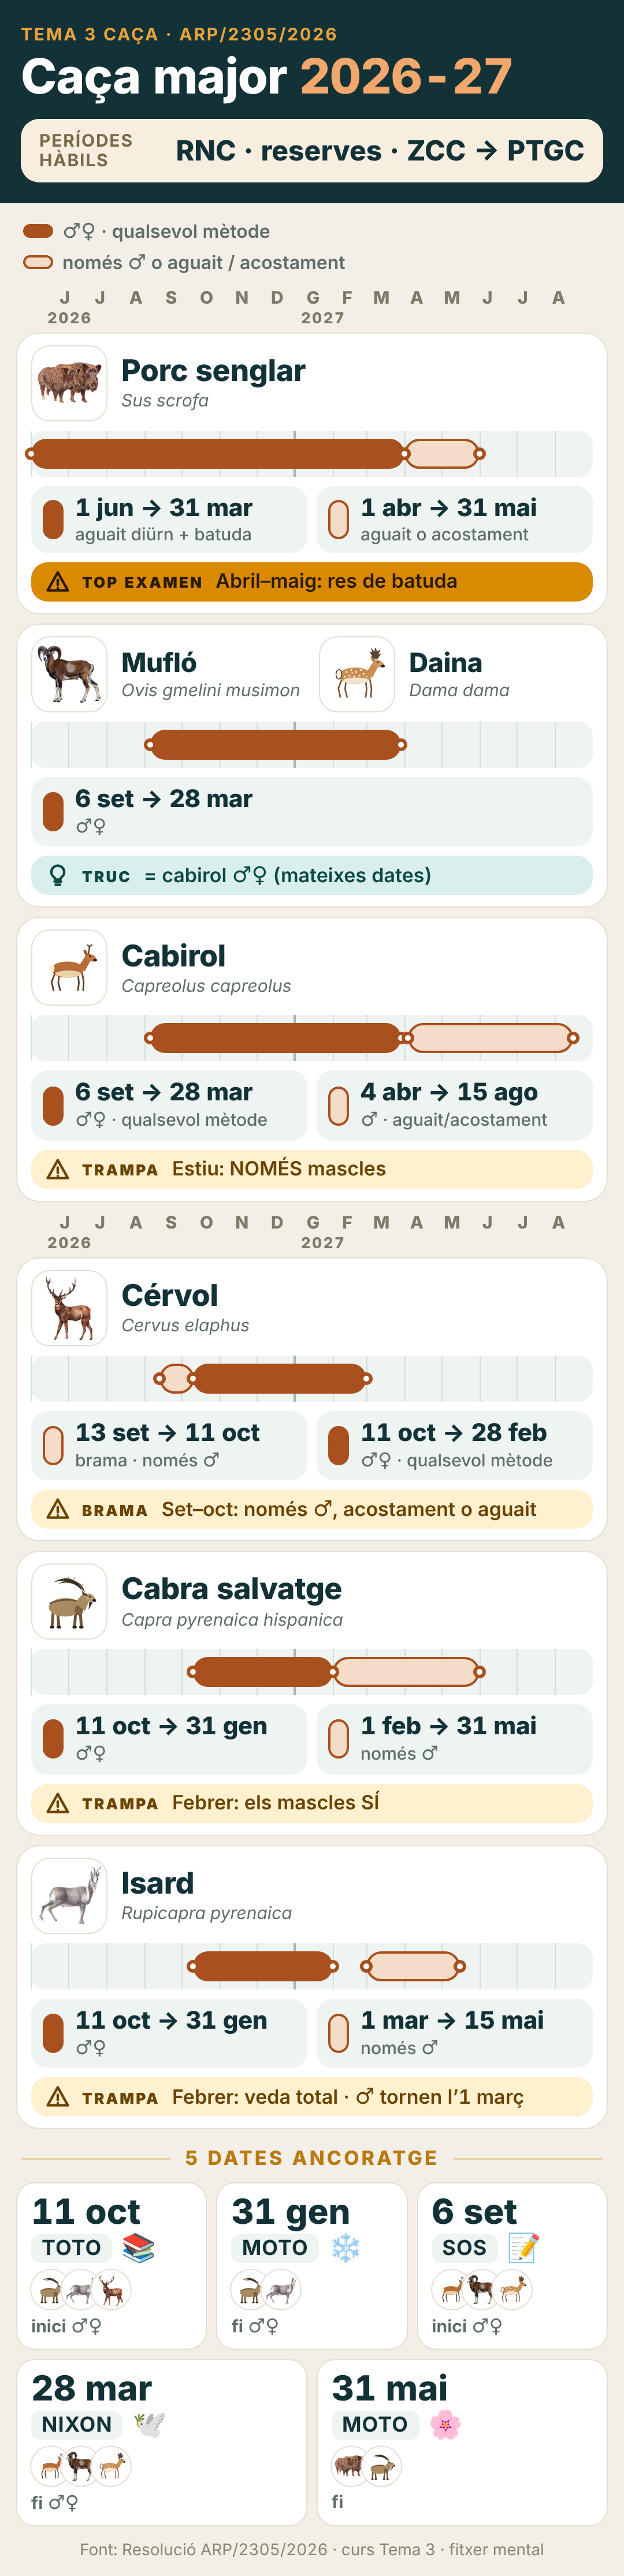 TEMA 3 CAÇA · ARP/2305/2026
Caça major 2026-27
PERÍODES
HÀBILS
RNC · reserves · ZCC → PTGC
♂♀ · qualsevol mètode
només ♂ o aguait / acostament
J J A S O N D G F M A M J J A
2026 2027
Porc senglar
Sus scrofa
1 jun → 31 mar
aguait diürn + batuda
1 abr → 31 mai
aguait o acostament
TOP EXAMEN Abril–maig: res de batuda
Mufló
Ovis gmelini musimon
Daina
Dama dama
6 set → 28 mar
♂♀
TRUC = cabirol ♂♀ (mateixes dates)
Cabirol
Capreolus capreolus
6 set → 28 mar
♂♀ · qualsevol mètode
4 abr → 15 ago
♂ · aguait/acostament
TRAMPA Estiu: NOMÉS mascles
J J A S O N D G F M A M J J A
2026 2027
Cérvol
Cervus elaphus
13 set → 11 oct
brama · només ♂
11 oct → 28 feb
♂♀ · qualsevol mètode
BRAMA Set–oct: només ♂, acostament o aguait
Cabra salvatge
Capra pyrenaica hispanica
11 oct → 31 gen
♂♀
1 feb → 31 mai
només ♂
TRAMPA Febrer: els mascles SÍ
Isard
Rupicapra pyrenaica
11 oct → 31 gen
♂♀
1 mar → 15 mai
només ♂
TRAMPA Febrer: veda total · ♂ tornen l’1 març
5 DATES ANCORATGE
11 oct
TOTO
inici ♂♀
31 gen
MOTO
fi ♂♀
6 set
SOS
inici ♂♀
28 mar
NIXON
fi ♂♀
31 mai
MOTO
fi
Font: Resolució ARP/2305/2026 · curs Tema 3 · fitxer mental